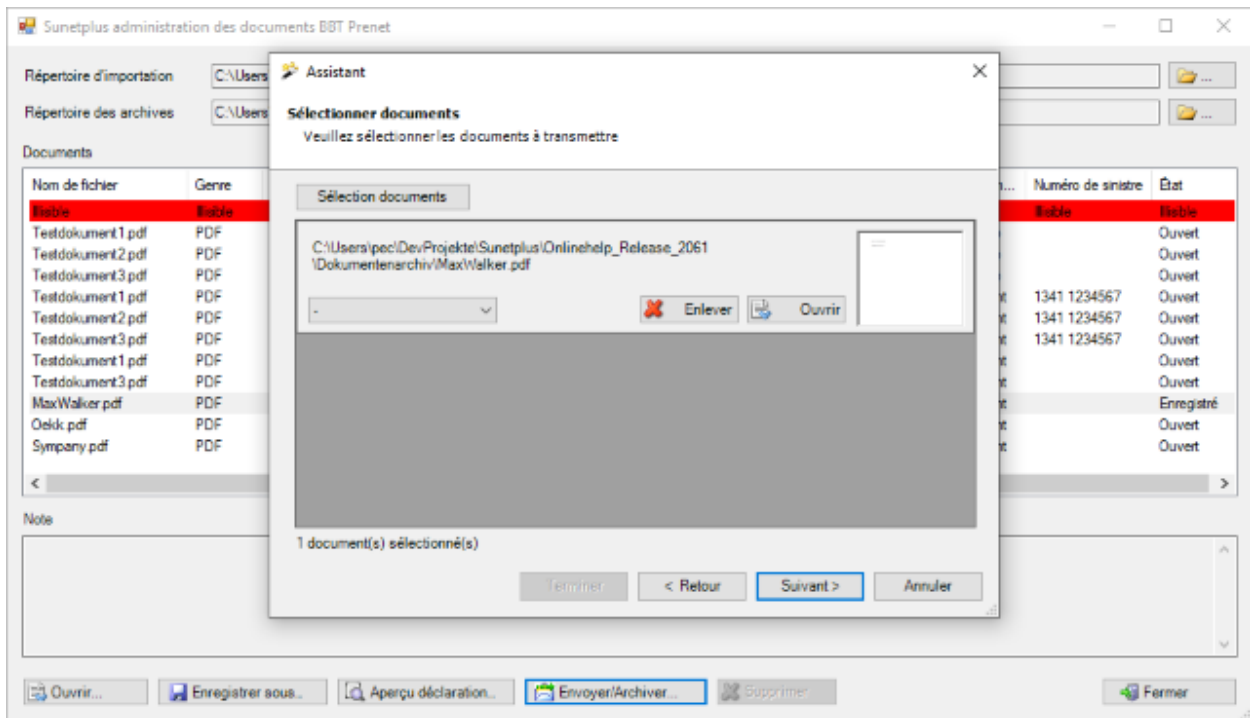 Sunetplus administration des documents BBT Prenet
Répertoire d'importation C:\Users ...
Répertoire des archives C:\Users ...
Documents
Nom de fichier Genre ... Numéro de sinistre État
Illisible Illisible Illisible Illisible
Testdokument1.pdf PDF Ouvert
Testdokument2.pdf PDF Ouvert
Testdokument3.pdf PDF Ouvert
Testdokument1.pdf PDF 1341 1234567 Ouvert
Testdokument2.pdf PDF 1341 1234567 Ouvert
Testdokument3.pdf PDF 1341 1234567 Ouvert
Testdokument1.pdf PDF Ouvert
Testdokument3.pdf PDF Ouvert
MaxWalker.pdf PDF Enregistré
Oekk.pdf PDF Ouvert
Sympany.pdf PDF Ouvert
Note
Assistant
Sélectionner documents
Veuillez sélectionner les documents à transmettre
Sélection documents
C:\Users\pec\DevProjekte\Sunetplus\Onlinehelp_Release_2061
\Dokumentenarchiv\MaxWalker.pdf
- Enlever Ouvrir
1 document(s) sélectionné(s)
Terminer < Retour Suivant > Annuler
Ouvrir... Enregistrer sous... Aperçu déclaration... Envoyer/Archiver... Supprimer Fermer